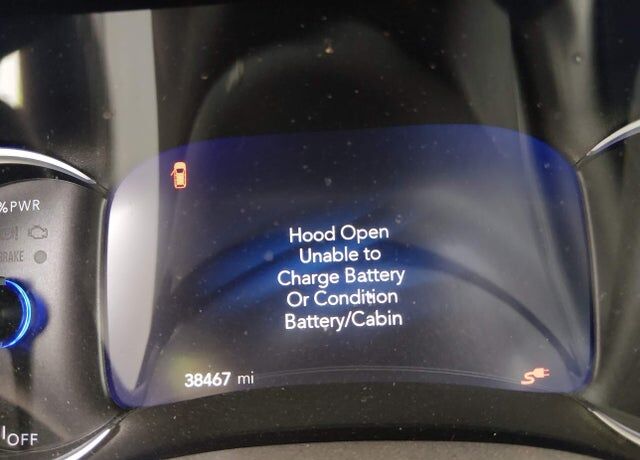 %PWR
BRAKE
Hood Open
Unable to
Charge Battery
Or Condition
Battery/Cabin
38467 mi
OFF